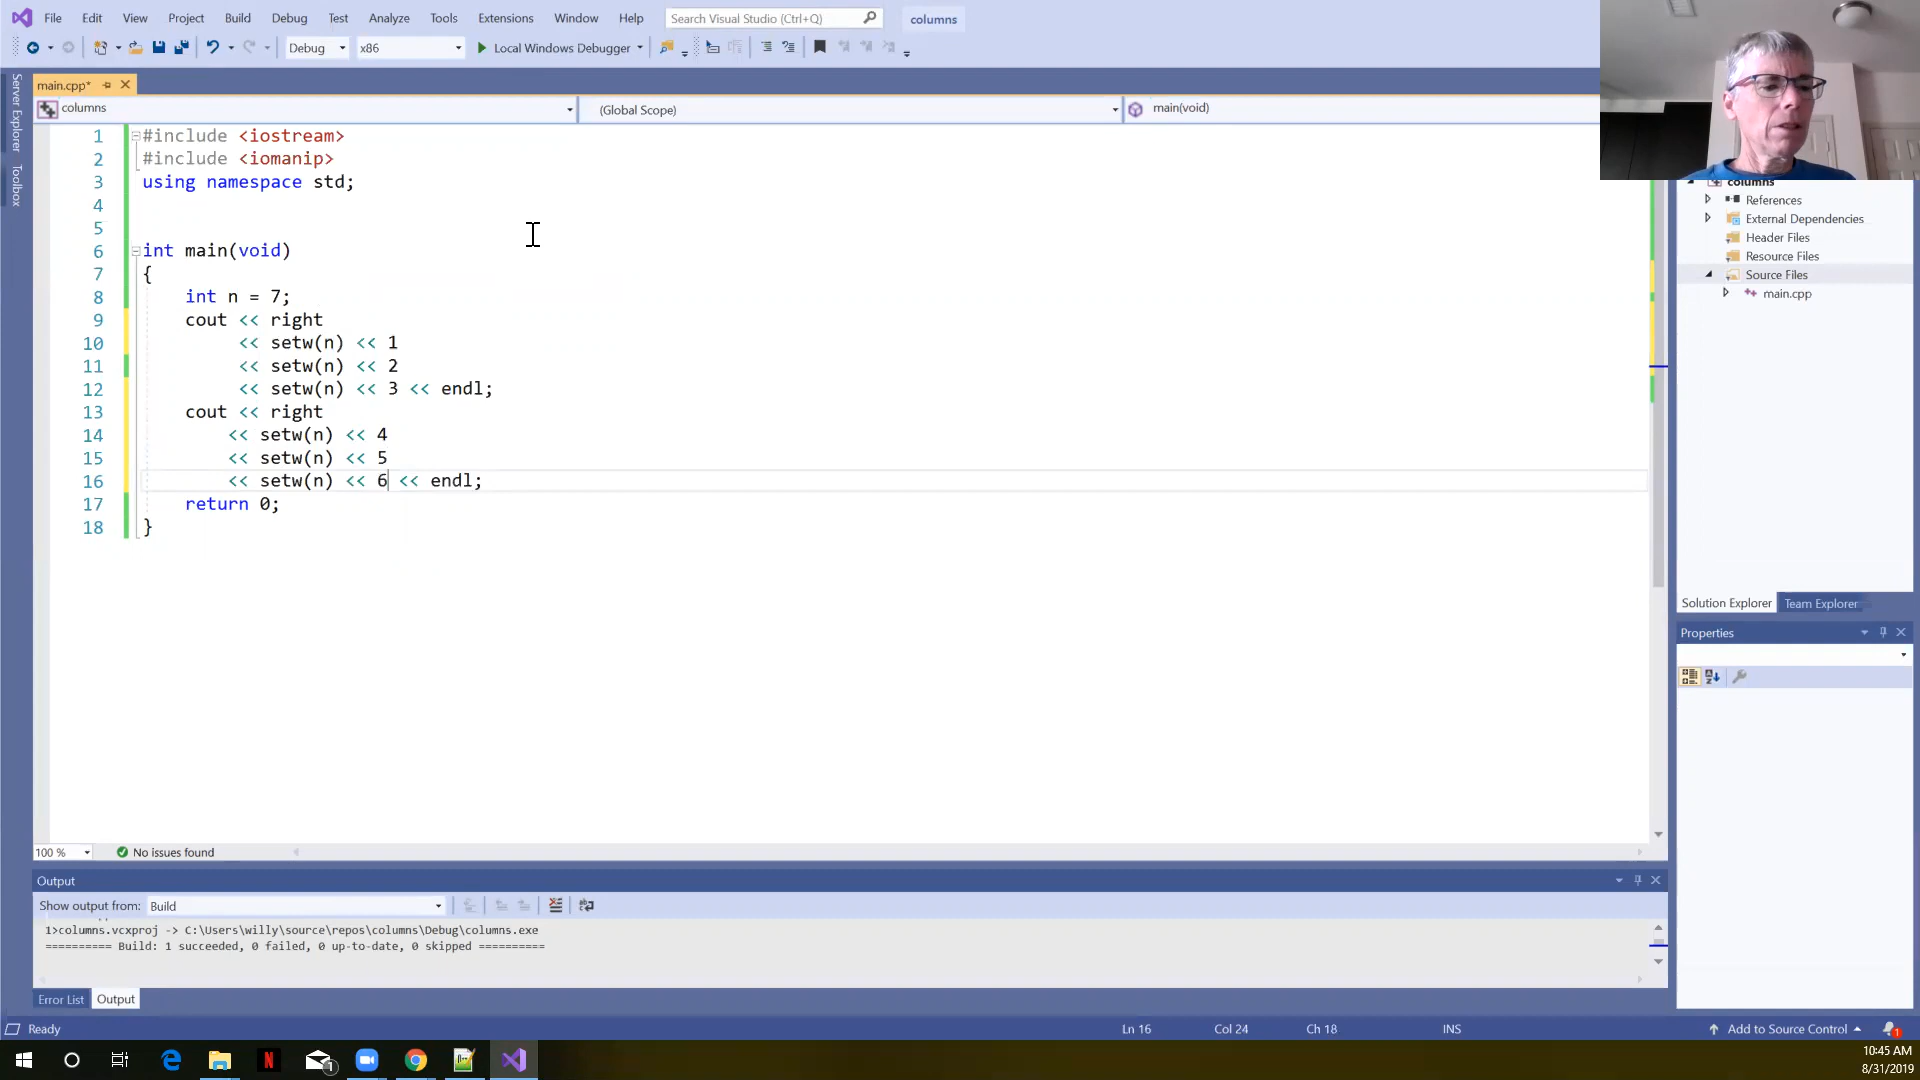 File Edit View Project Build Debug Test Analyze Tools Extensions Window Help Search Visual Studio (Ctrl+Q) columns
Debug x86 Local Windows Debugger
Server Explorer
Toolbox
main.cpp*
columns (Global Scope) main(void)
1 #include <iostream>
2 #include <iomanip>
3 using namespace std;
4
5
6 int main(void)
7 {
8 int n = 7;
9 cout << right
10 << setw(n) << 1
11 << setw(n) << 2
12 << setw(n) << 3 << endl;
13 cout << right
14 << setw(n) << 4
15 << setw(n) << 5
16 << setw(n) << 6 << endl;
17 return 0;
18 }
columns
References
External Dependencies
Header Files
Resource Files
Source Files
main.cpp
Solution Explorer Team Explorer
Properties
100 % No issues found
Output
Show output from: Build
1>columns.vcxproj -> C:\Users\willy\source\repos\columns\Debug\columns.exe
========== Build: 1 succeeded, 0 failed, 0 up-to-date, 0 skipped ==========
Error List Output
Ready Ln 16 Col 24 Ch 18 INS Add to Source Control 1
10:45 AM
8/31/2019